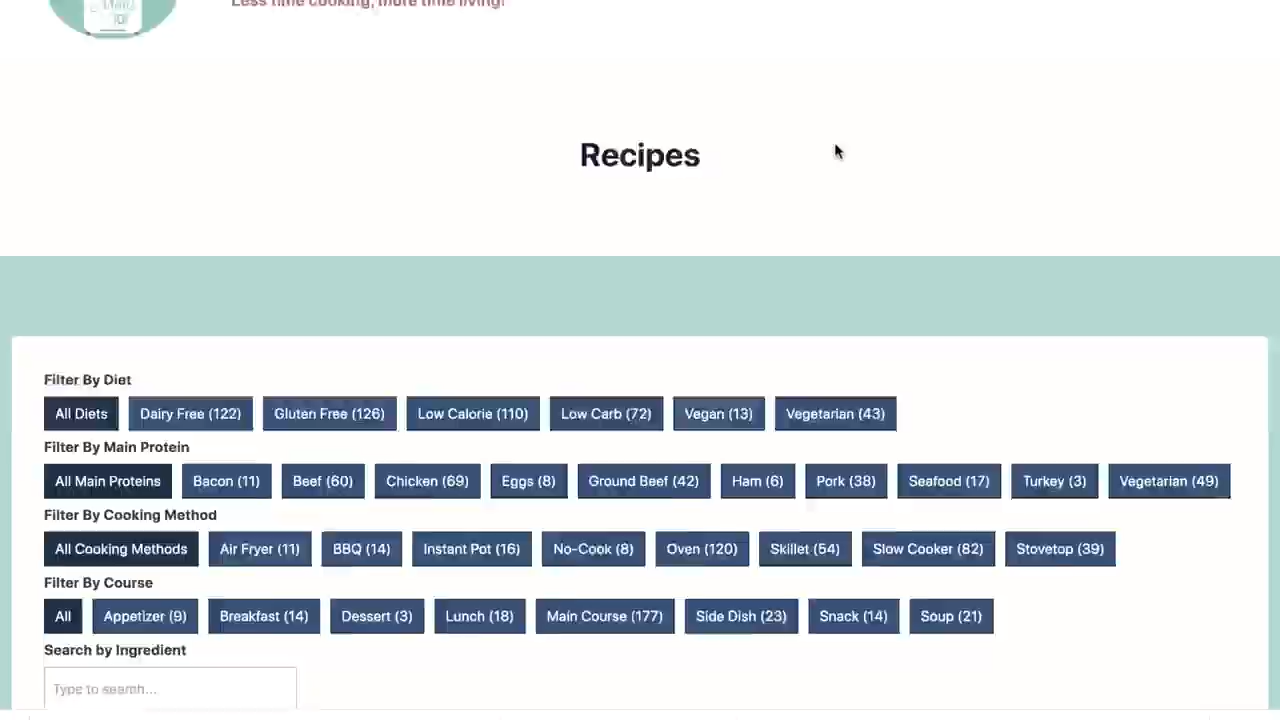 Less time cooking, more time living!
Recipes
Filter By Diet
All Diets Dairy Free (122) Gluten Free (126) Low Calorie (110) Low Carb (72) Vegan (13) Vegetarian (43)
Filter By Main Protein
All Main Proteins Bacon (11) Beef (60) Chicken (69) Eggs (8) Ground Beef (42) Ham (6) Pork (38) Seafood (17) Turkey (3) Vegetarian (49)
Filter By Cooking Method
All Cooking Methods Air Fryer (11) BBQ (14) Instant Pot (16) No-Cook (8) Oven (120) Skillet (54) Slow Cooker (82) Stovetop (39)
Filter By Course
All Appetizer (9) Breakfast (14) Dessert (3) Lunch (18) Main Course (177) Side Dish (23) Snack (14) Soup (21)
Search by Ingredient
Type to search...